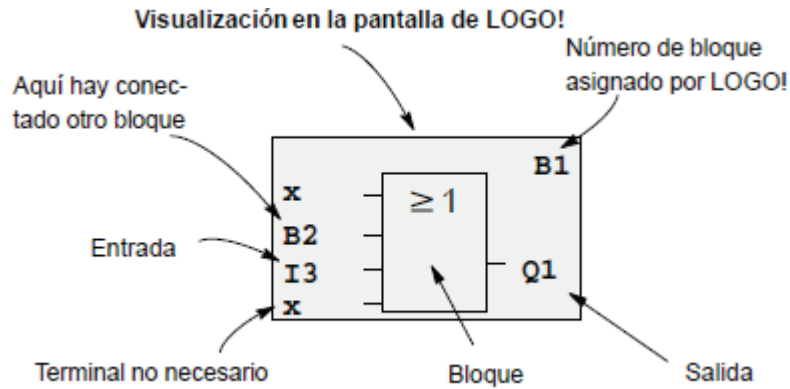 Visualización en la pantalla de LOGO!
Número de bloque
asignado por LOGO!
Aquí hay conec-
tado otro bloque
B1
x
≥1
B2
Entrada
I3
Q1
x
Terminal no necesario
Bloque
Salida